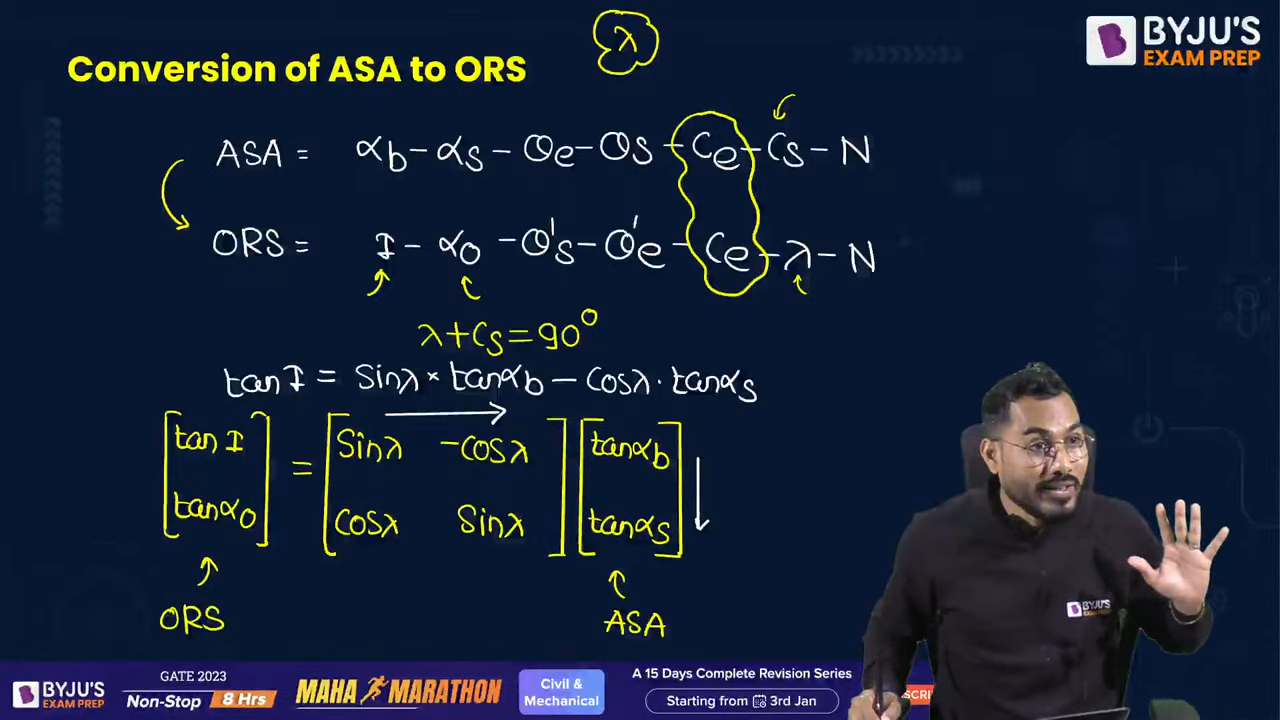 λ
BYJU'S
EXAM PREP
Conversion of ASA to ORS
ASA = αb - αs - θe - θs - Ce - Cs - N
ORS = I - αo - θ's - θ'e - Ce - λ - N
λ+Cs=90°
tan I = Sinλ × tanαb - Cosλ · tanαs
[tan I] = [Sinλ -cosλ] [tanαb]
[tanαo] [cosλ Sinλ] [tanαs]
ORS ASA
BYJU'S
BYJU'S
EXAM PREP
GATE 2023
Non-Stop 8 Hrs
MAHA MARATHON
Civil &
Mechanical
A 15 Days Complete Revision Series
Starting from 3rd Jan